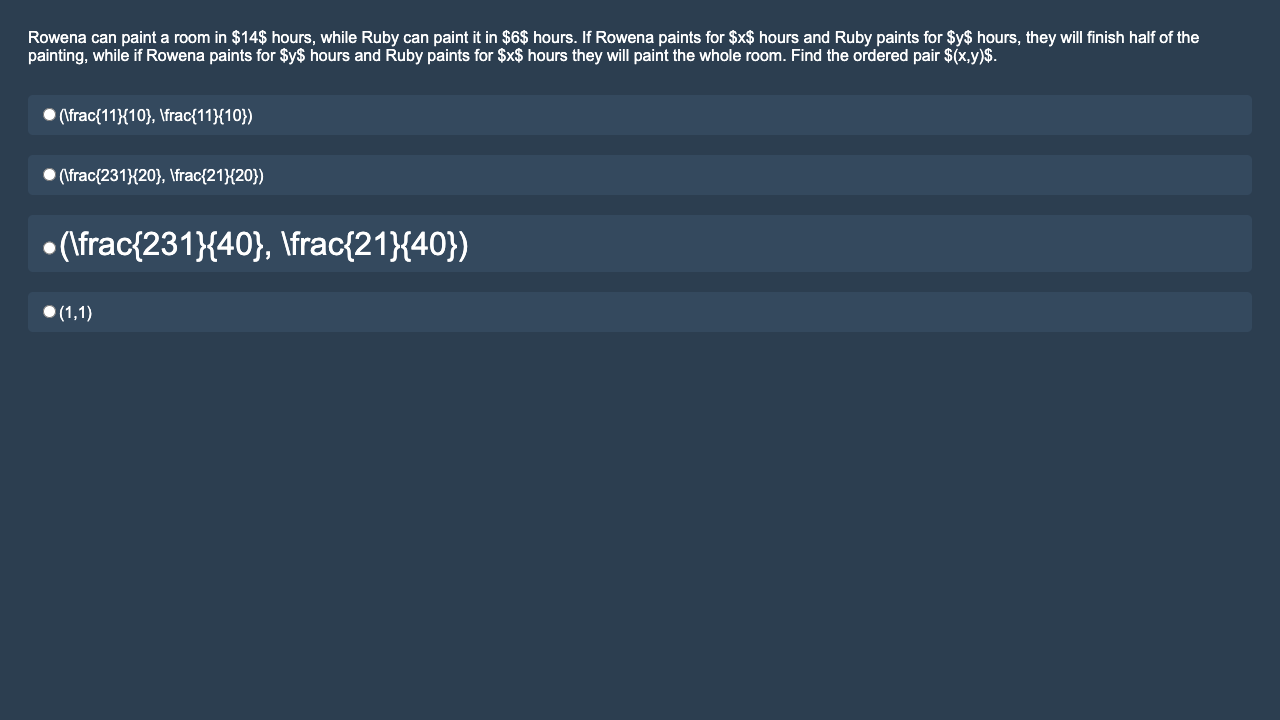 Rowena can paint a room in $14$ hours, while Ruby can paint it in $6$ hours. If Rowena paints for $x$ hours and Ruby paints for $y$ hours, they will finish half of the
painting, while if Rowena paints for $y$ hours and Ruby paints for $x$ hours they will paint the whole room. Find the ordered pair $(x,y)$.
(\frac{11}{10}, \frac{11}{10})
(\frac{231}{20}, \frac{21}{20})
(\frac{231}{40}, \frac{21}{40})
(1,1)